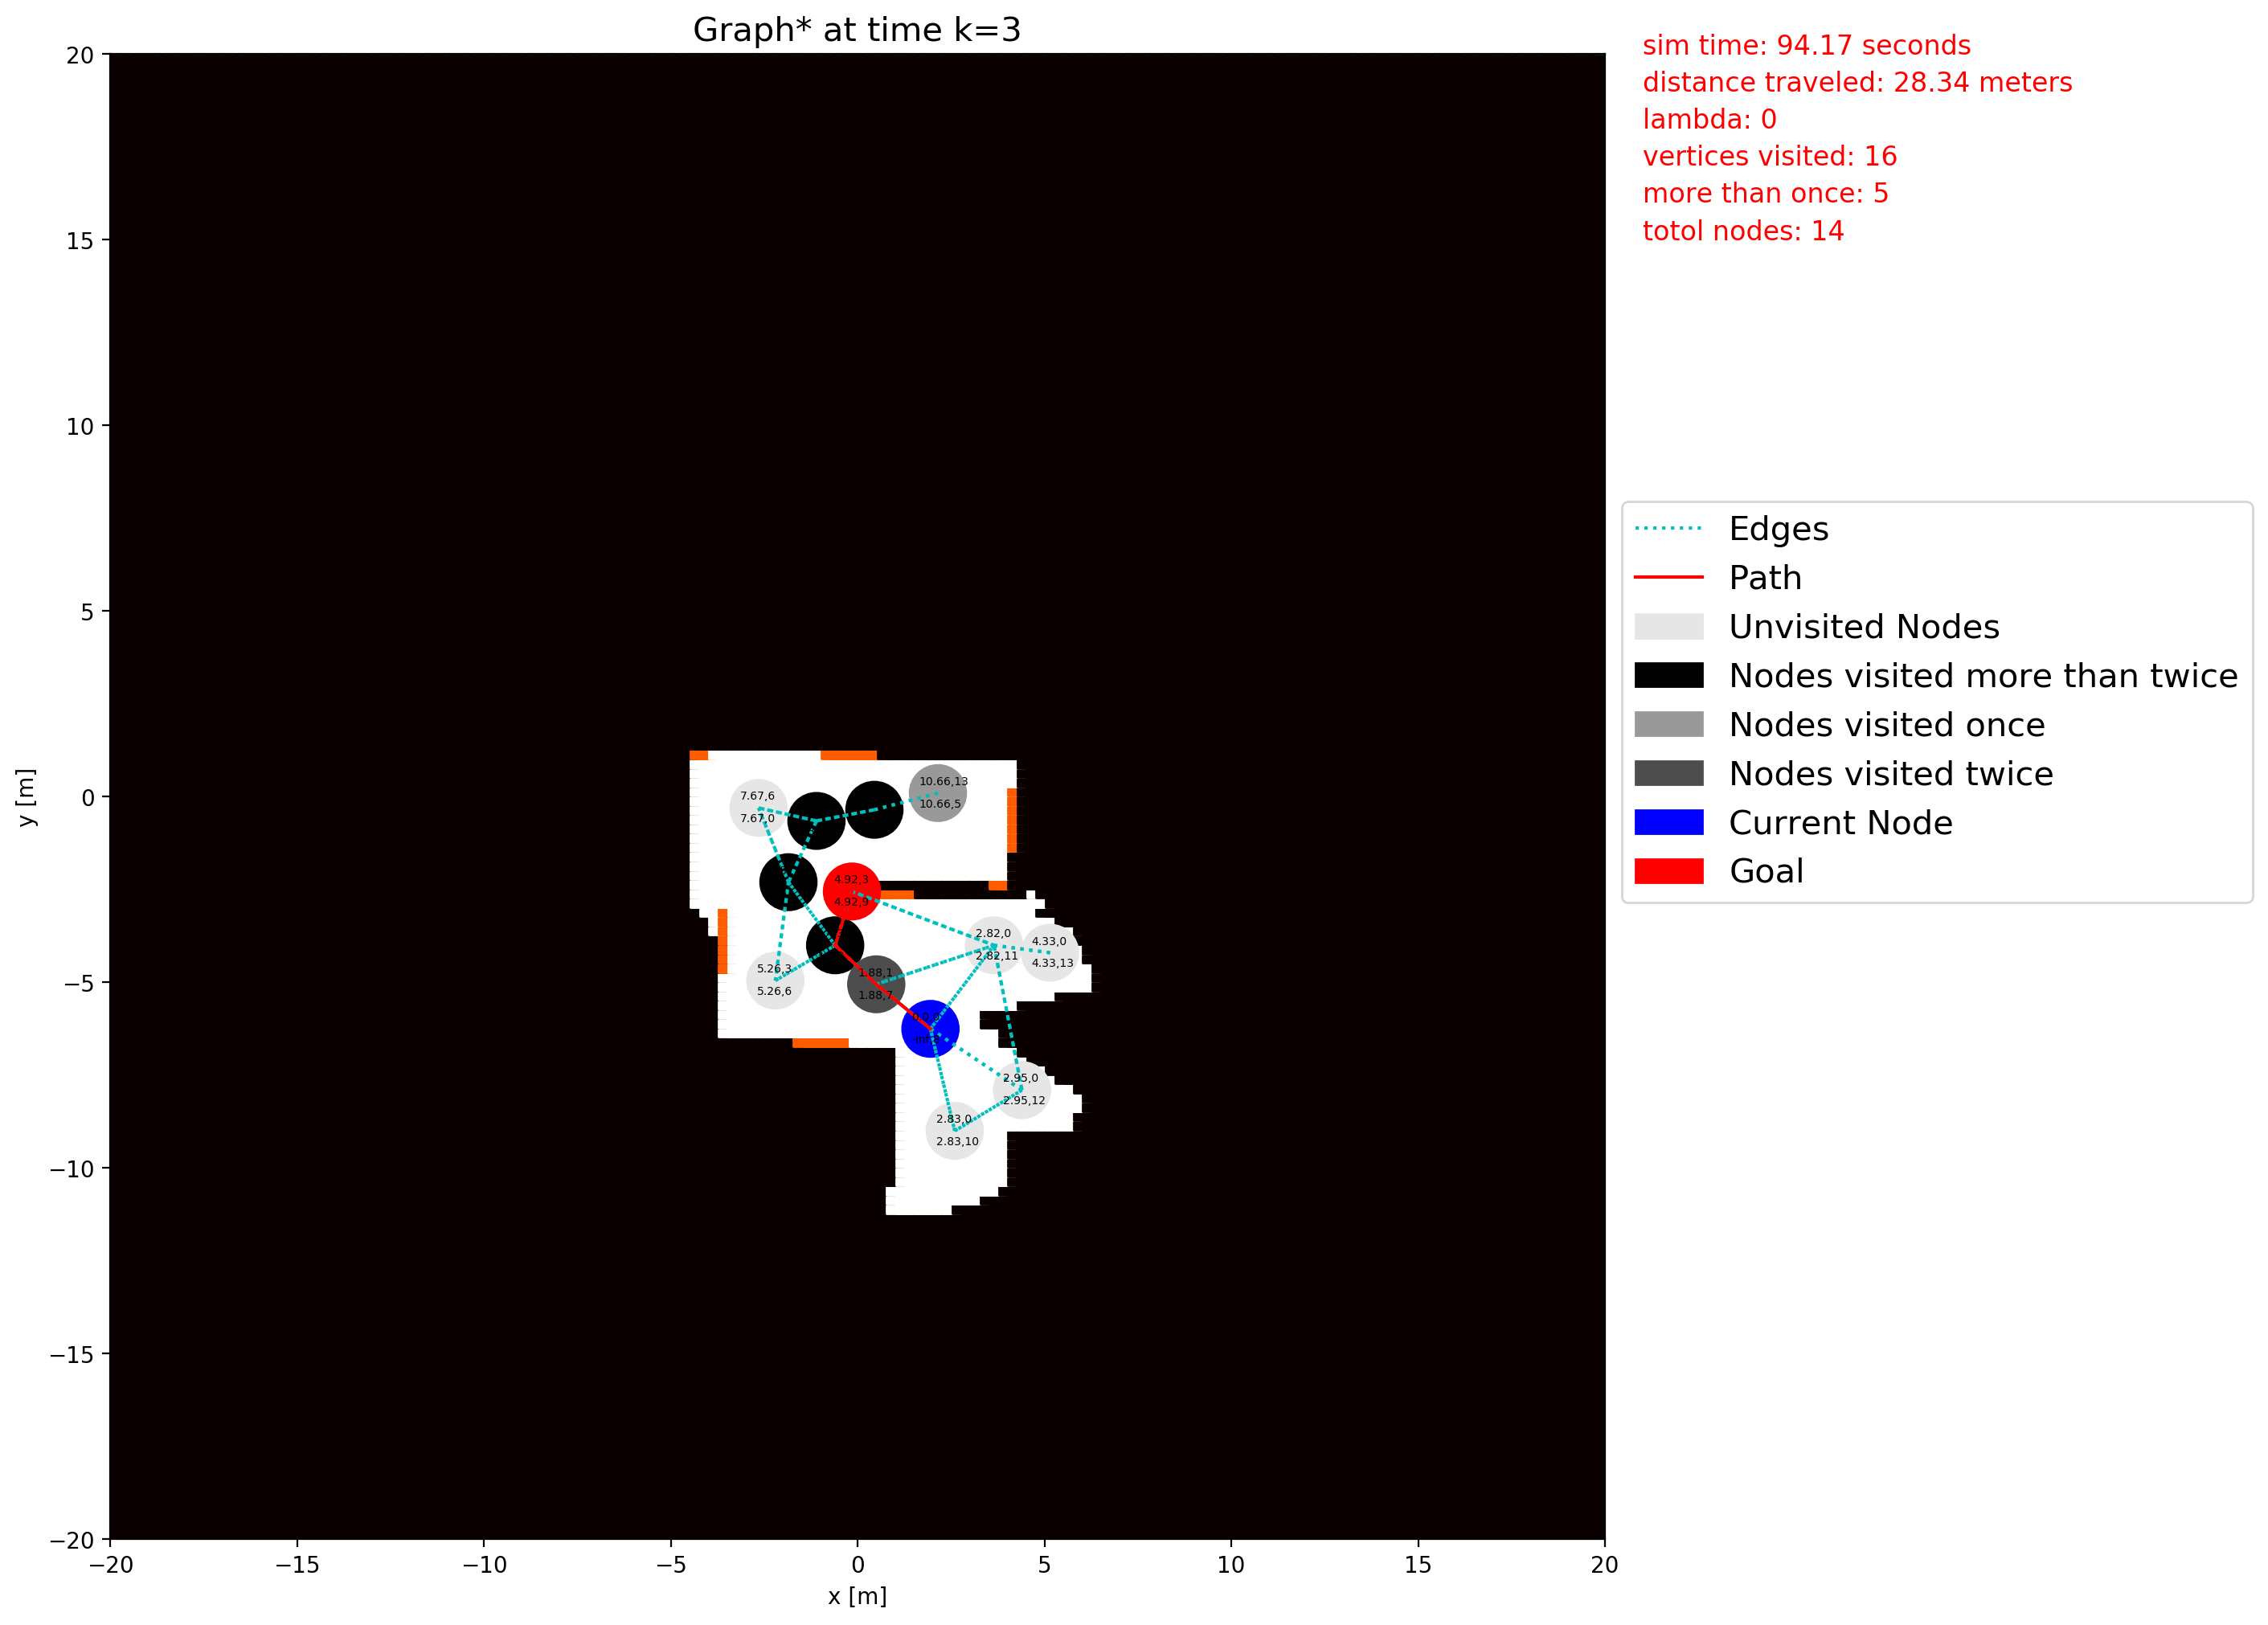 Graph* at time k=3
sim time: 94.17 seconds
distance traveled: 28.34 meters
lambda: 0
vertices visited: 16
more than once: 5
totol nodes: 14
Edges
Path
Unvisited Nodes
Nodes visited more than twice
Nodes visited once
Nodes visited twice
Current Node
Goal
20
15
10
5
0
−5
−10
−15
−20
y [m]
10.66,13
10.66,5
7.67,6
7.67,0
4.92,3
4.92,9
2.82,0
2.82,11
4.33,0
4.33,13
5.26,3
5.26,6
1.88,1
1.88,7
2.95,0
2.95,12
2.83,0
2.83,10
−20
−15
−10
−5
0
5
10
15
20
x [m]